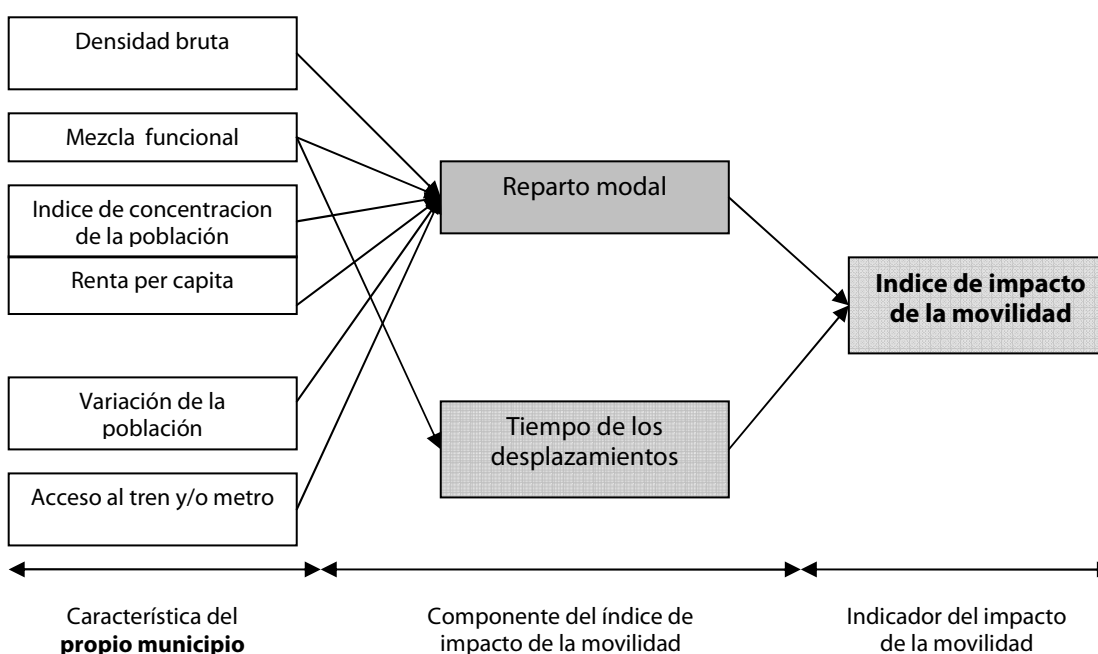 Densidad bruta
Mezcla funcional
Indice de concentracion
de la población
Renta per capita
Variación de la
población
Acceso al tren y/o metro
Reparto modal
Tiempo de los
desplazamientos
Indice de impacto
de la movilidad
Característica del
propio municipio
Componente del índice de
impacto de la movilidad
Indicador del impacto
de la movilidad